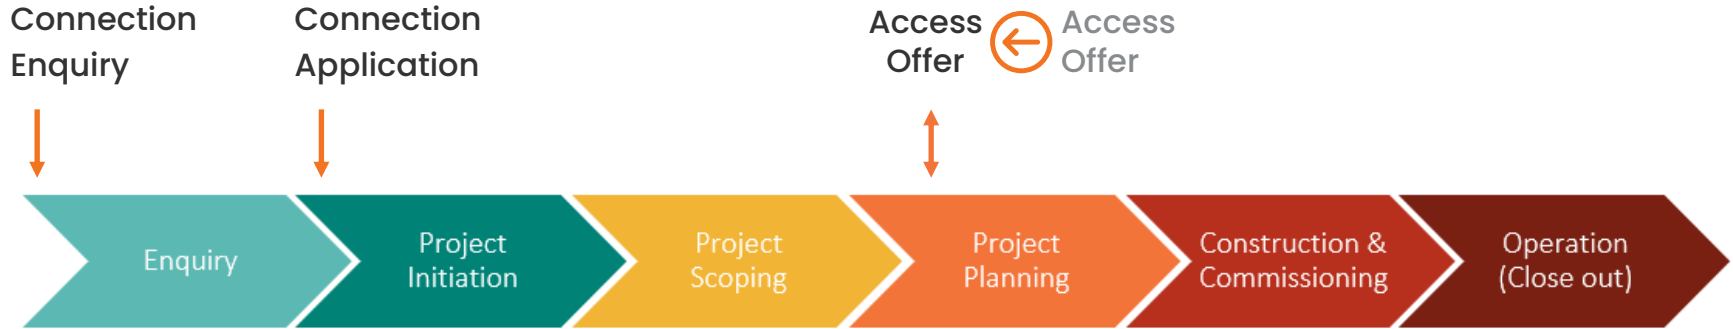 Connection
Enquiry
Connection
Application
Access
Offer
Access
Offer
Enquiry
Project
Initiation
Project
Scoping
Project
Planning
Construction &
Commissioning
Operation
(Close out)